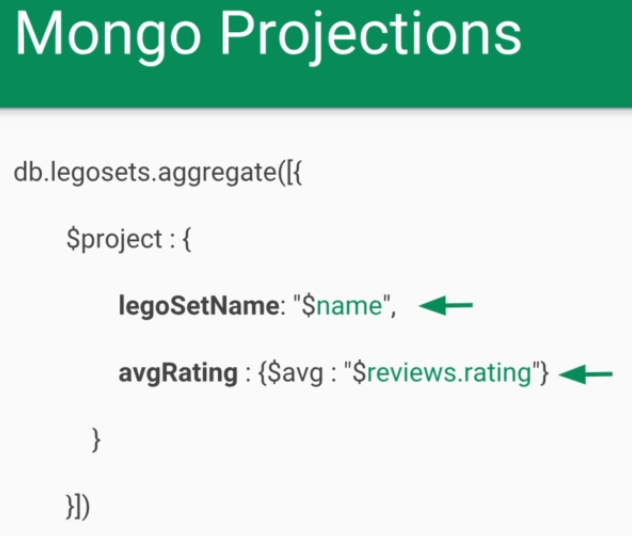 Mongo Projections
db.legosets.aggregate([{
$project : {
legoSetName: "$name",
avgRating : {$avg : "$reviews.rating"}
}
}])